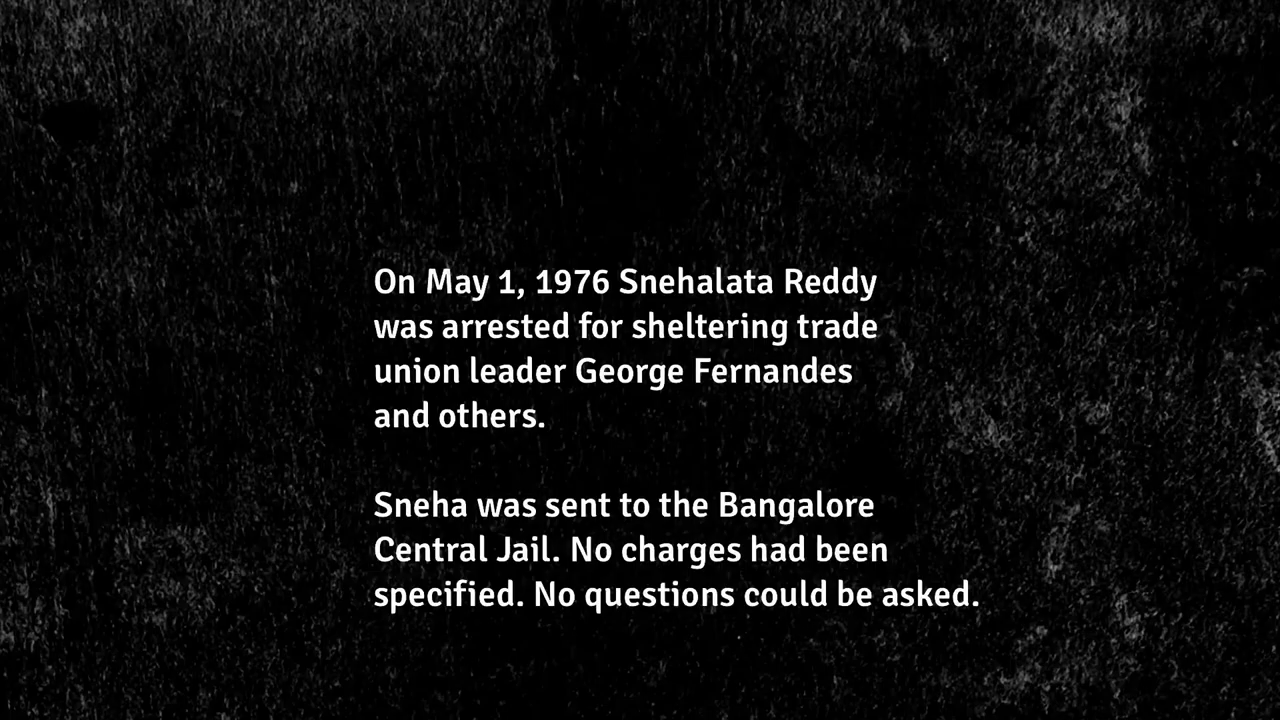 On May 1, 1976 Snehalata Reddy
was arrested for sheltering trade
union leader George Fernandes
and others.
Sneha was sent to the Bangalore
Central Jail. No charges had been
specified. No questions could be asked.